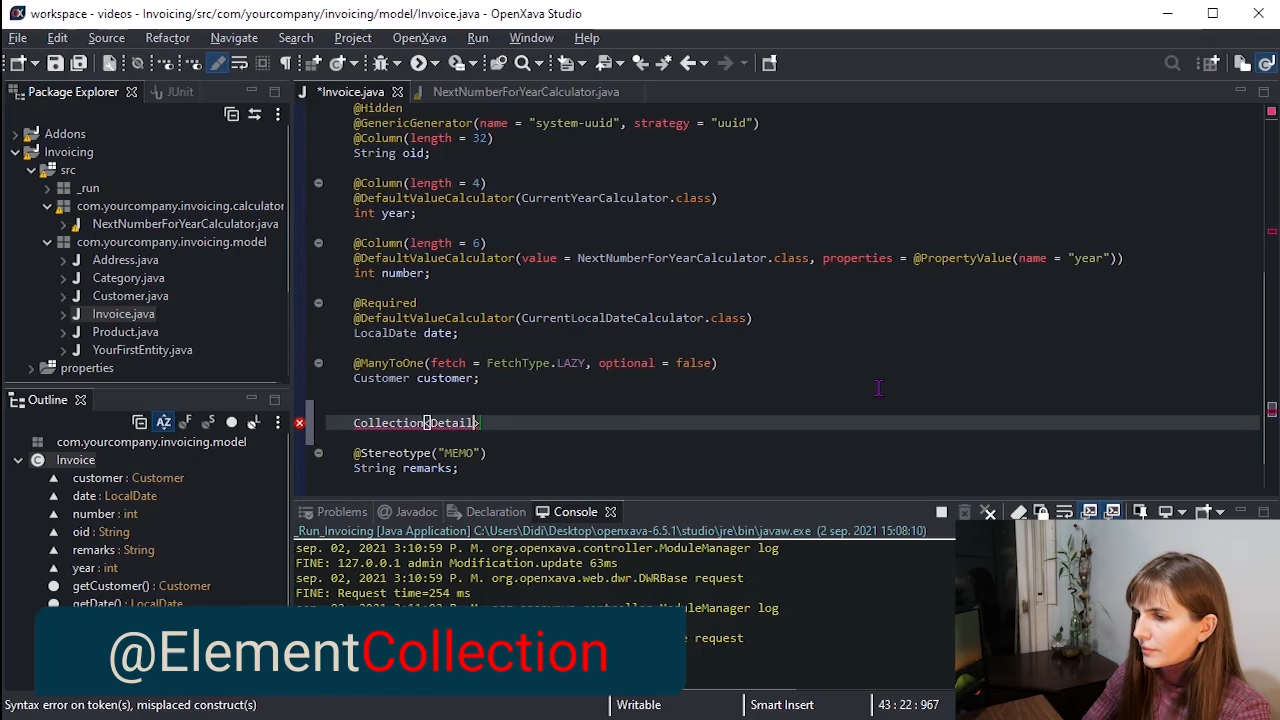 workspace - videos - Invoicing/src/com/yourcompany/invoicing/model/Invoice.java - OpenXava Studio
File Edit Source Refactor Navigate Search Project OpenXava Run Window Help
Package Explorer JUnit
*Invoice.java NextNumberForYearCalculator.java
Addons
Invoicing
src
_run
com.yourcompany.invoicing.calculator
NextNumberForYearCalculator.java
com.yourcompany.invoicing.model
Address.java
Category.java
Customer.java
Invoice.java
Product.java
YourFirstEntity.java
properties
@Hidden
@GenericGenerator(name = "system-uuid", strategy = "uuid")
@Column(length = 32)
String oid;
@Column(length = 4)
@DefaultValueCalculator(CurrentYearCalculator.class)
int year;
@Column(length = 6)
@DefaultValueCalculator(value = NextNumberForYearCalculator.class, properties = @PropertyValue(name = "year"))
int number;
@Required
@DefaultValueCalculator(CurrentLocalDateCalculator.class)
LocalDate date;
@ManyToOne(fetch = FetchType.LAZY, optional = false)
Customer customer;
Collection<Detail>
@Stereotype("MEMO")
String remarks;
Outline
com.yourcompany.invoicing.model
Invoice
customer : Customer
date : LocalDate
number : int
oid : String
remarks : String
year : int
getCustomer() : Customer
getDate() : LocalDate
Problems Javadoc Declaration Console
_Run_Invoicing [Java Application] C:\Users\Didi\Desktop\openxava-6.5.1\studio\jre\bin\javaw.exe (2 sep. 2021 15:08:10)
sep. 02, 2021 3:10:59 P. M. org.openxava.controller.ModuleManager log
FINE: 127.0.0.1 admin Modification.update 63ms
sep. 02, 2021 3:10:59 P. M. org.openxava.web.dwr.DWRBase request
FINE: Request time=254 ms
ModuleManager log
request
@ElementCollection
Syntax error on token(s), misplaced construct(s) Writable Smart Insert 43 : 22 : 967